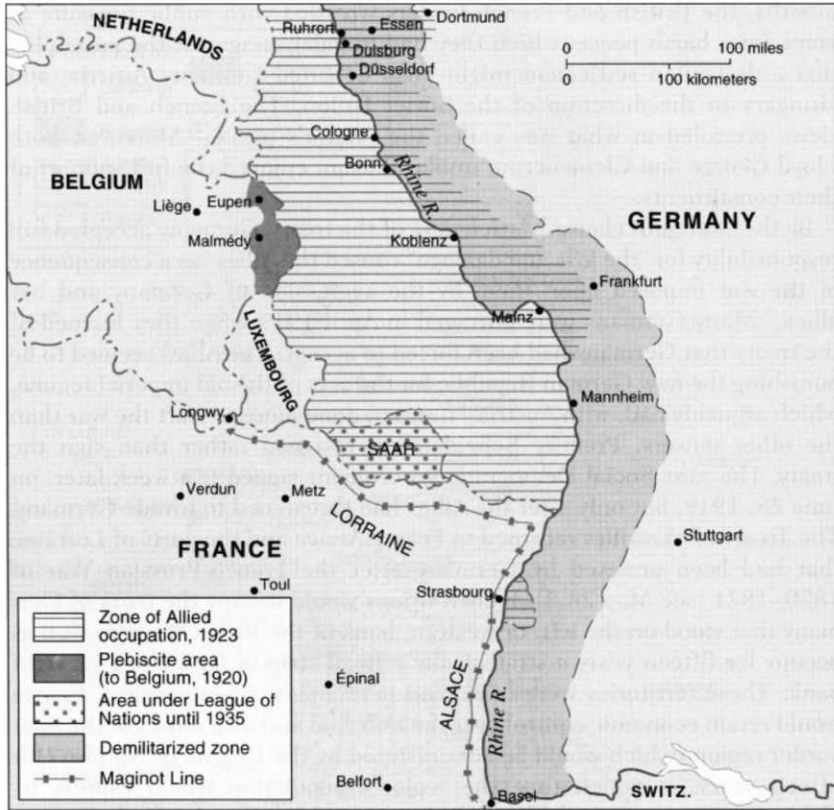 NETHERLANDS
Ruhrort
Essen
Dortmund
Duisburg
Düsseldorf
0 100 miles
0 100 kilometers
Cologne
Bonn
Rhine R.
BELGIUM
Liège
Eupen
Malmédy
Koblenz
GERMANY
Frankfurt
Mainz
LUXEMBOURG
Mannheim
Longwy
SAAR
Verdun
Metz
LORRAINE
FRANCE
Stuttgart
Toul
Strasbourg
Zone of Allied
occupation, 1923
Plebiscite area
(to Belgium, 1920)
Area under League of
Nations until 1935
Demilitarized zone
Maginot Line
Épinal
ALSACE
Rhine R.
Belfort
Basel
SWITZ.